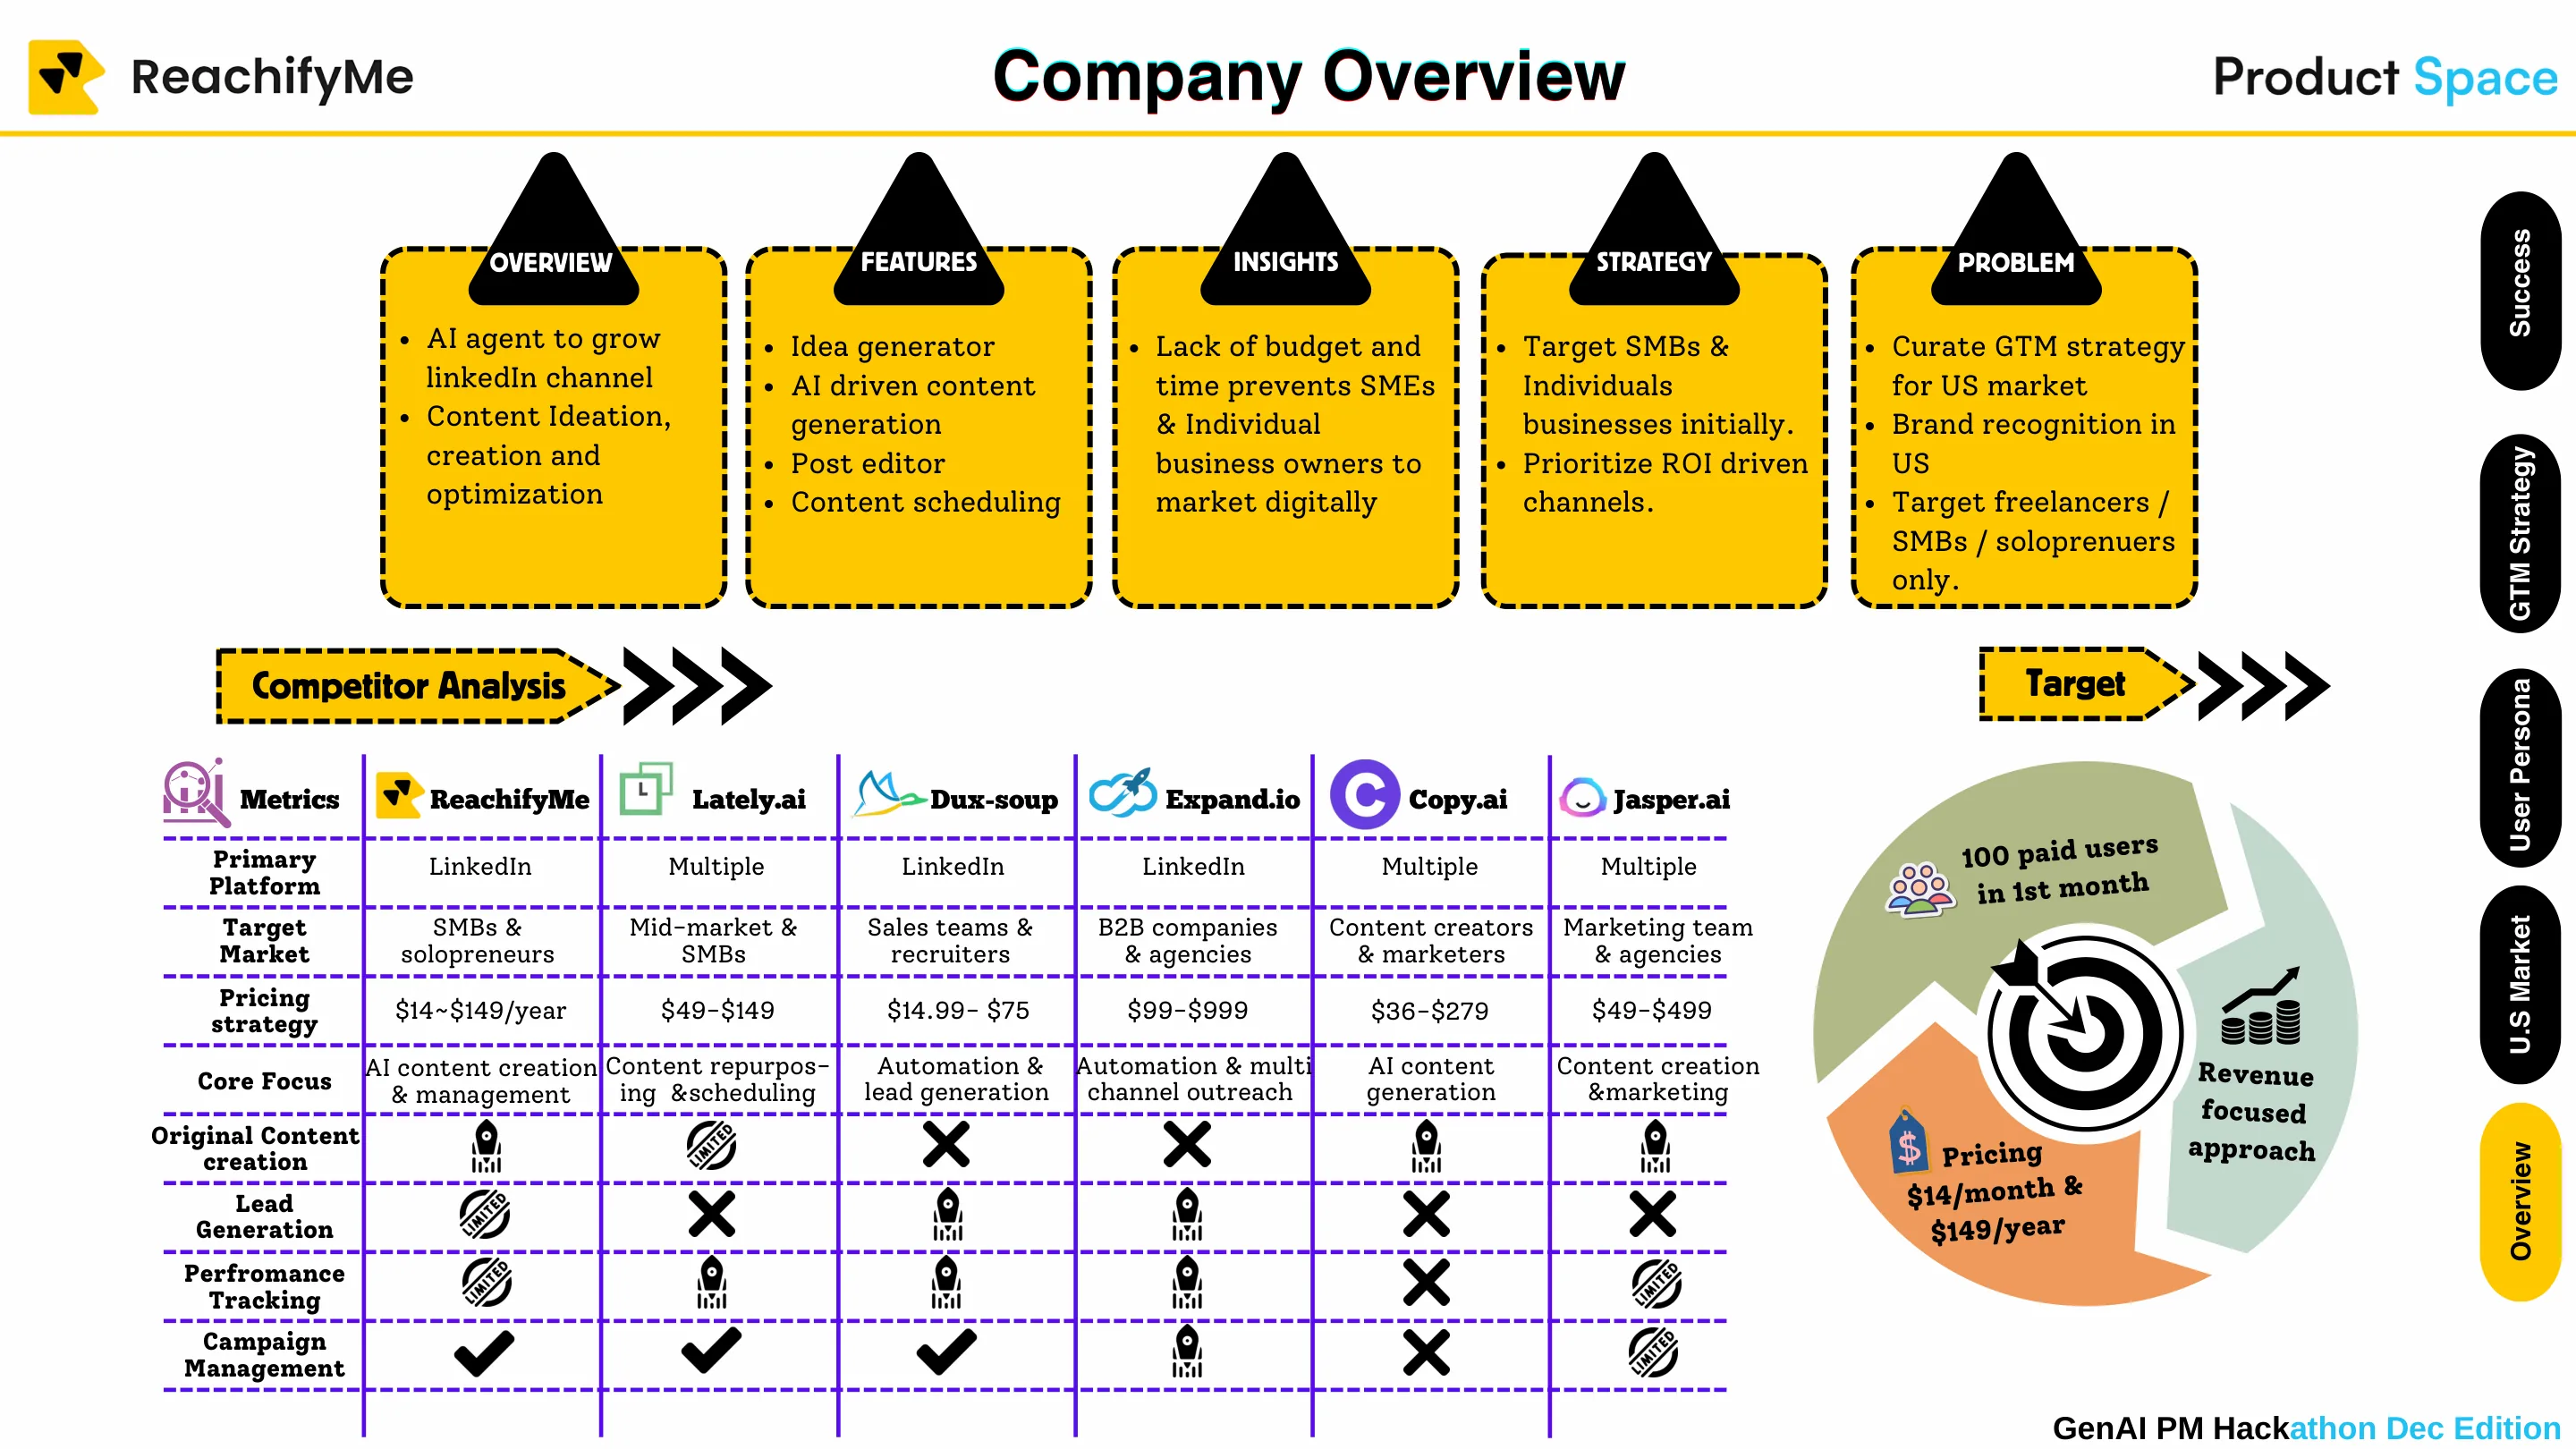 ReachifyMe
Company Overview
Product Space
OVERVIEW
AI agent to grow
linkedIn channel
Content Ideation,
creation and
optimization
FEATURES
Idea generator
AI driven content
generation
Post editor
Content scheduling
INSIGHTS
Lack of budget and
time prevents SMEs
& Individual
business owners to
market digitally
STRATEGY
Target SMBs &
Individuals
businesses initially.
Prioritize ROI driven
channels.
PROBLEM
Curate GTM strategy
for US market
Brand recognition in
US
Target freelancers /
SMBs / soloprenuers
only.
Success
GTM Strategy
User Persona
U.S Market
Overview
Competitor Analysis
Metrics
ReachifyMe
Lately.ai
Dux-soup
Expand.io
Copy.ai
Jasper.ai
Primary
Platform
LinkedIn
Multiple
LinkedIn
LinkedIn
Multiple
Multiple
Target
Market
SMBs &
solopreneurs
Mid-market &
SMBs
Sales teams &
recruiters
B2B companies
& agencies
Content creators
& marketers
Marketing team
& agencies
Pricing
strategy
$14~$149/year
$49-$149
$14.99- $75
$99-$999
$36-$279
$49-$499
Core Focus
AI content creation
& management
Content repurpos-
ing &scheduling
Automation &
lead generation
Automation & multi
channel outreach
AI content
generation
Content creation
&marketing
Original Content
creation
LIMITED
Lead
Generation
LIMITED
Perfromance
Tracking
LIMITED
LIMITED
Campaign
Management
LIMITED
Target
100 paid users
in 1st month
Revenue
focused
approach
Pricing
$14/month &
$149/year
GenAI PM Hackathon Dec Edition